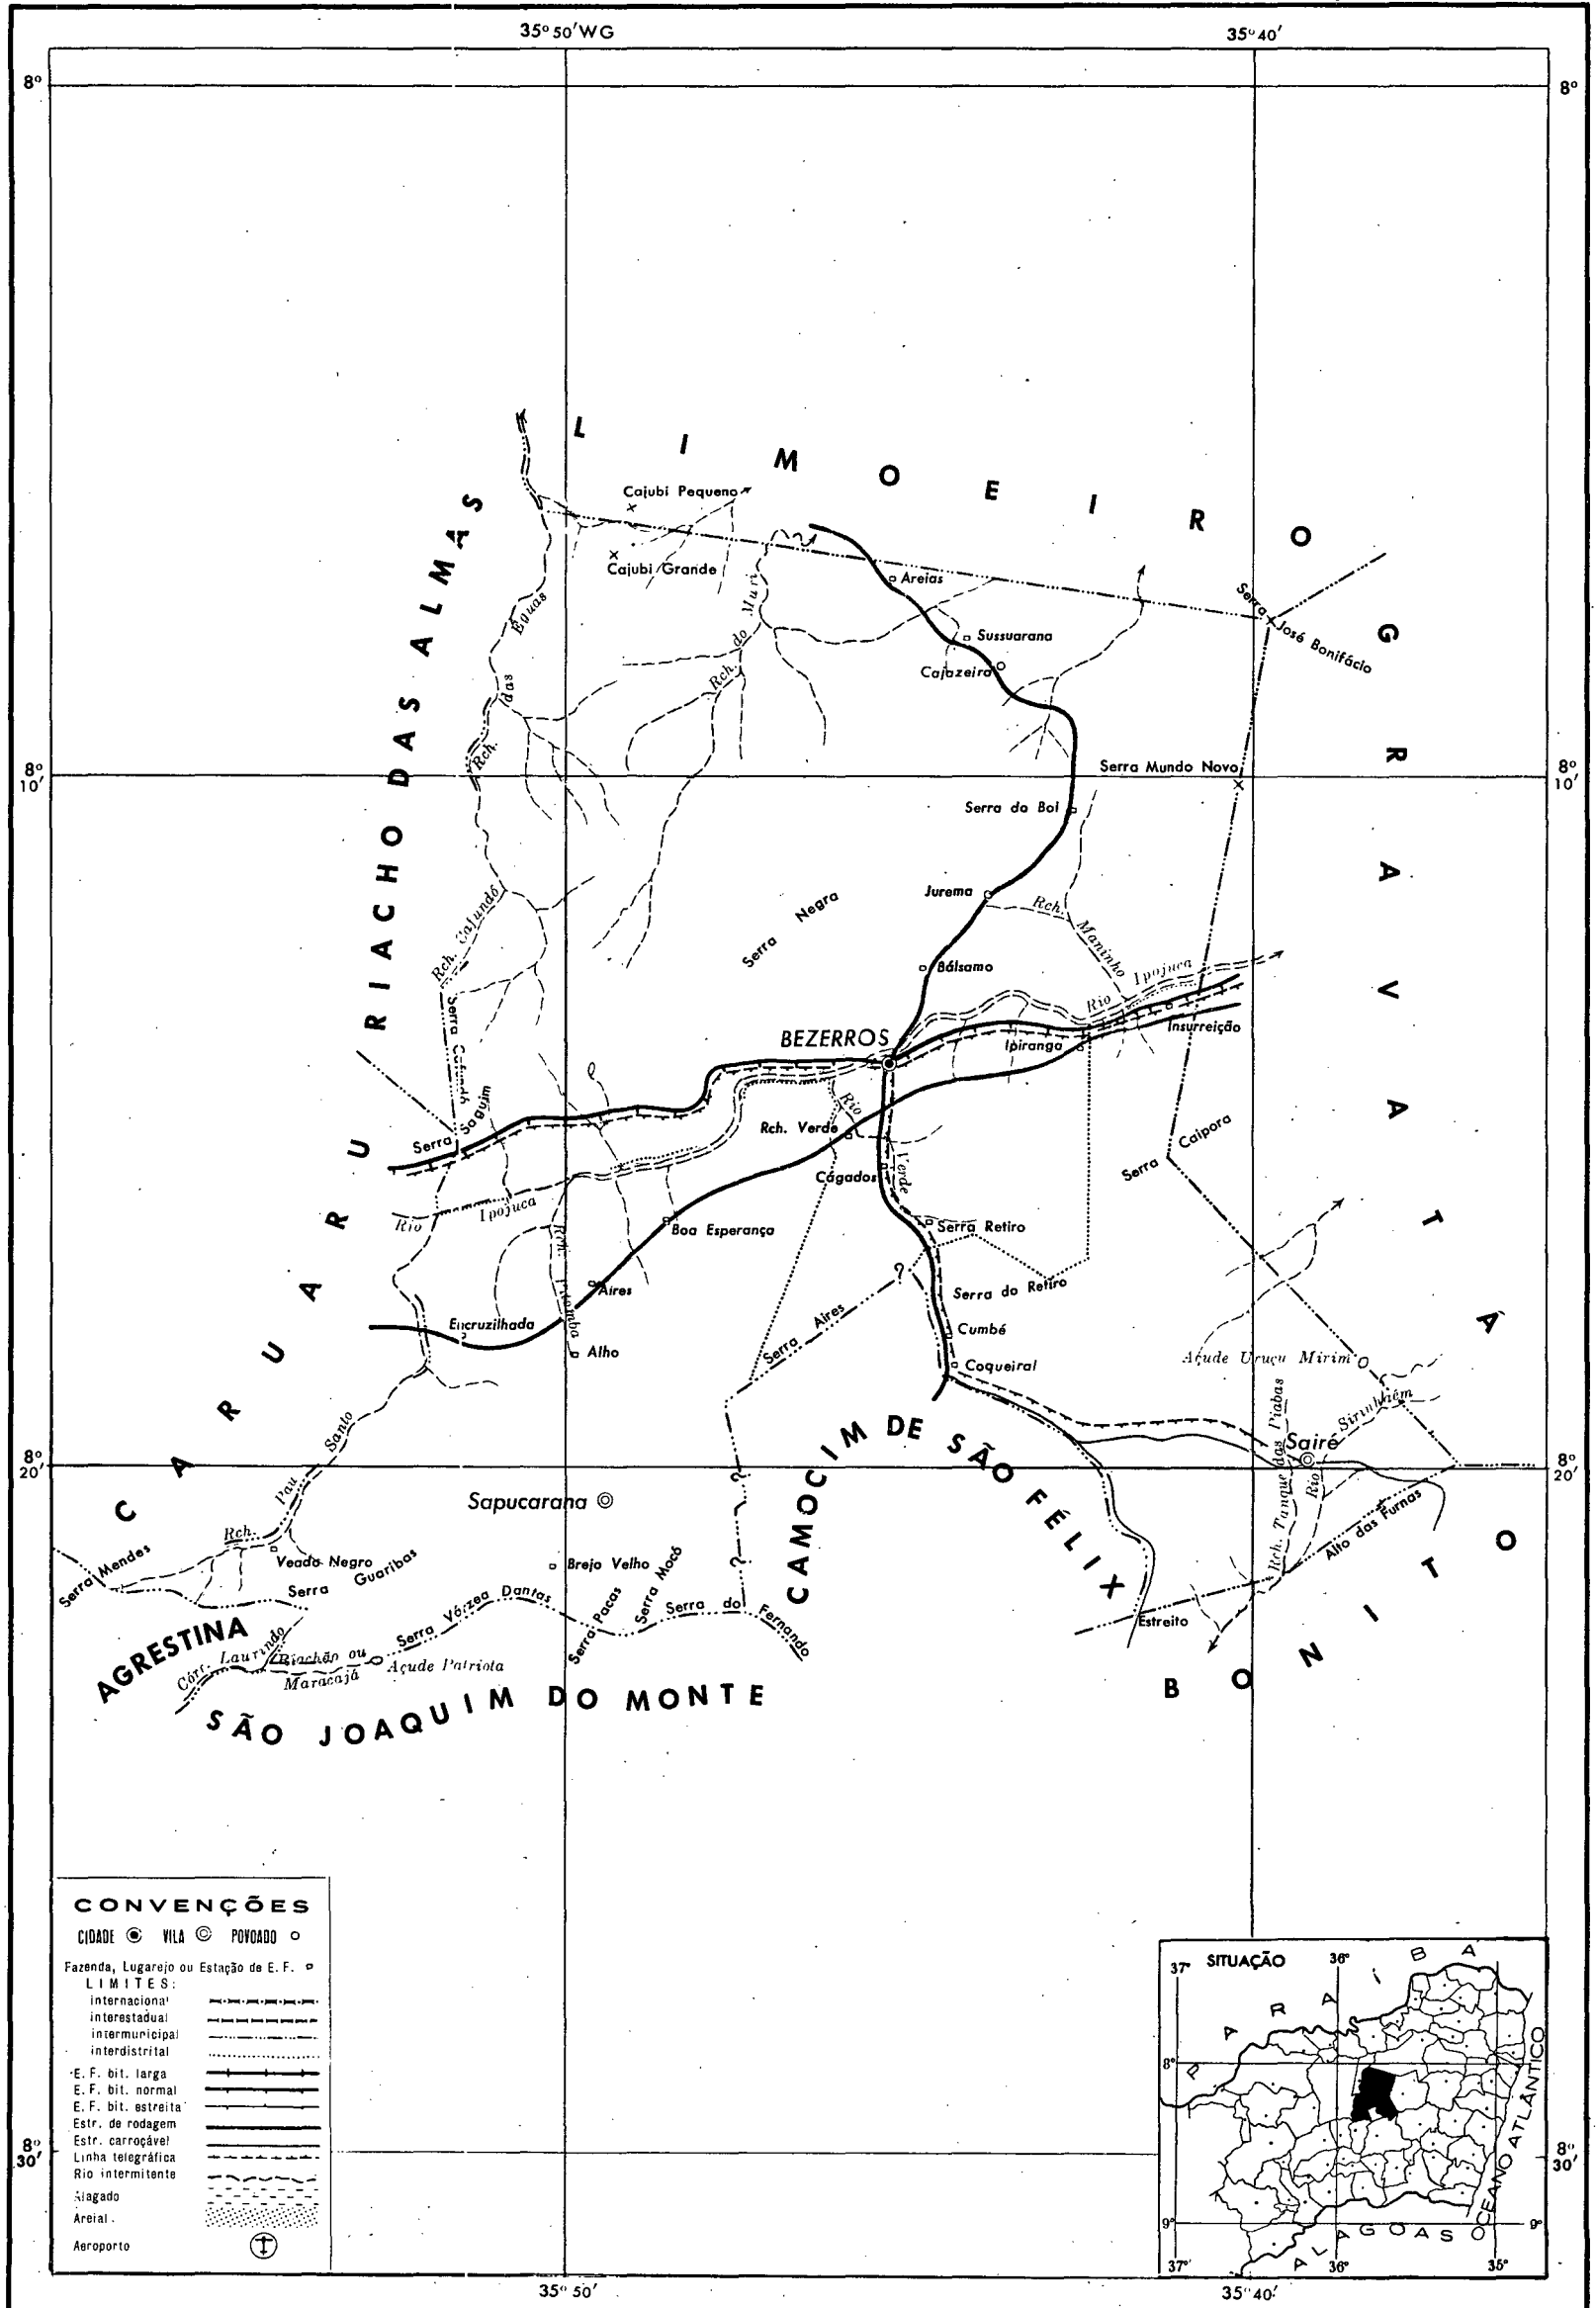 35° 50' WG
35° 40'
8°
8°
LIMOEIRO
Cajubi Pequeno
Cajubi Grande
RIACHO DAS ALMAS
Areias
Rch. do Muri
Sussuarana
Cajazeira
Serra José Bonifácio
Rch. das Éguas
GRAVATÁ
8° 10'
8° 10'
Serra Mundo Novo
Serra do Boi
Jurema
Serra Negra
Rch. Maninho
Rch. Cafundó
Bálsamo
Rio Ipojuca
Serra Cafundó
BEZERROS
Ipiranga
Insurreição
Serra Saguim
Rio Verde
Rch. Verde
Cágados
Serra Caipora
CARUARU
Rio Ipojuca
Boa Esperança
Serra Retiro
Rch.
Aires
Serra do Retiro
Serra Aires
Encruzilhada
Alho
Cumbé
Coqueiral
Açude Uruçu Mirim
Rio Sirinhaém
Sairé
Rch. Tanque das Piabas
CAMOCIM DE SÃO FÉLIX
8° 20'
8° 20'
Rch. Pau Santo
Sapucarana
Alto das Furnas
Veado Negro
Serra Mendes
Serra Guaribas
Brejo Velho
Serra Várzea Dantas
Serra Pacas
Serra Mocó
Serra do Fernando
?
?
?
Estreito
BONITO
AGRESTINA
Córr. Laurindo
Riachão ou Maracajá
Açude Patriota
SÃO JOAQUIM DO MONTE
CONVENÇÕES
CIDADE VILA POVOADO
Fazenda, Lugarejo ou Estação de E. F.
LIMITES:
internacional
interestadual
intermunicipal
interdistrital
E. F. bit. larga
E. F. bit. normal
E. F. bit. estreita
Estr. de rodagem
Estr. carroçável
Linha telegráfica
Rio intermitente
Alagado
Areial.
Aeroporto
8° 30'
8° 30'
SITUAÇÃO
37° 36°
PARAÍBA
8°
OCEANO ATLÂNTICO
9° 9°
ALAGOAS
37° 36° 35°
35° 50'
35° 40'